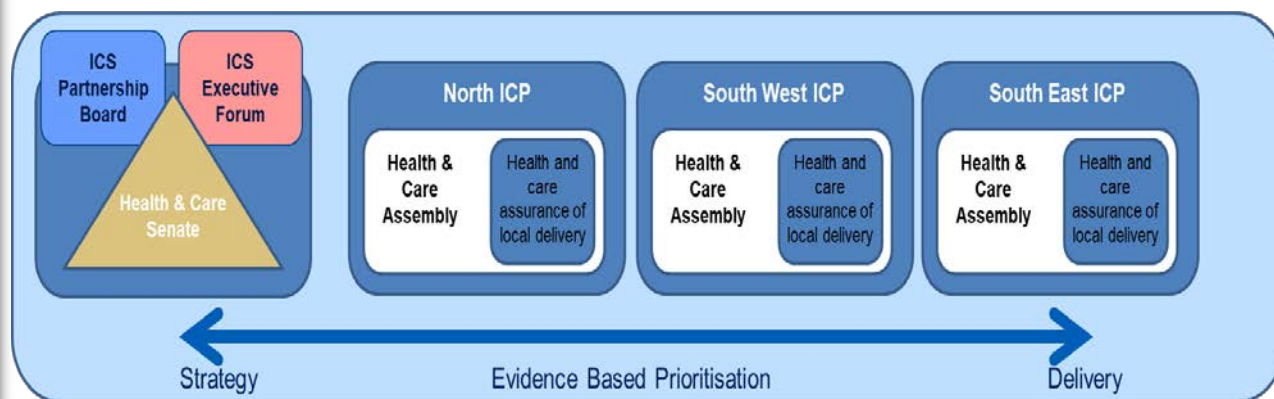 ICS
Partnership
Board
ICS
Executive
Forum
Health & Care
Senate
North ICP
Health &
Care
Assembly
Health and
care
assurance of
local delivery
South West ICP
Health &
Care
Assembly
Health and
care
assurance of
local delivery
South East ICP
Health &
Care
Assembly
Health and
care
assurance of
local delivery
Strategy
Evidence Based Prioritisation
Delivery